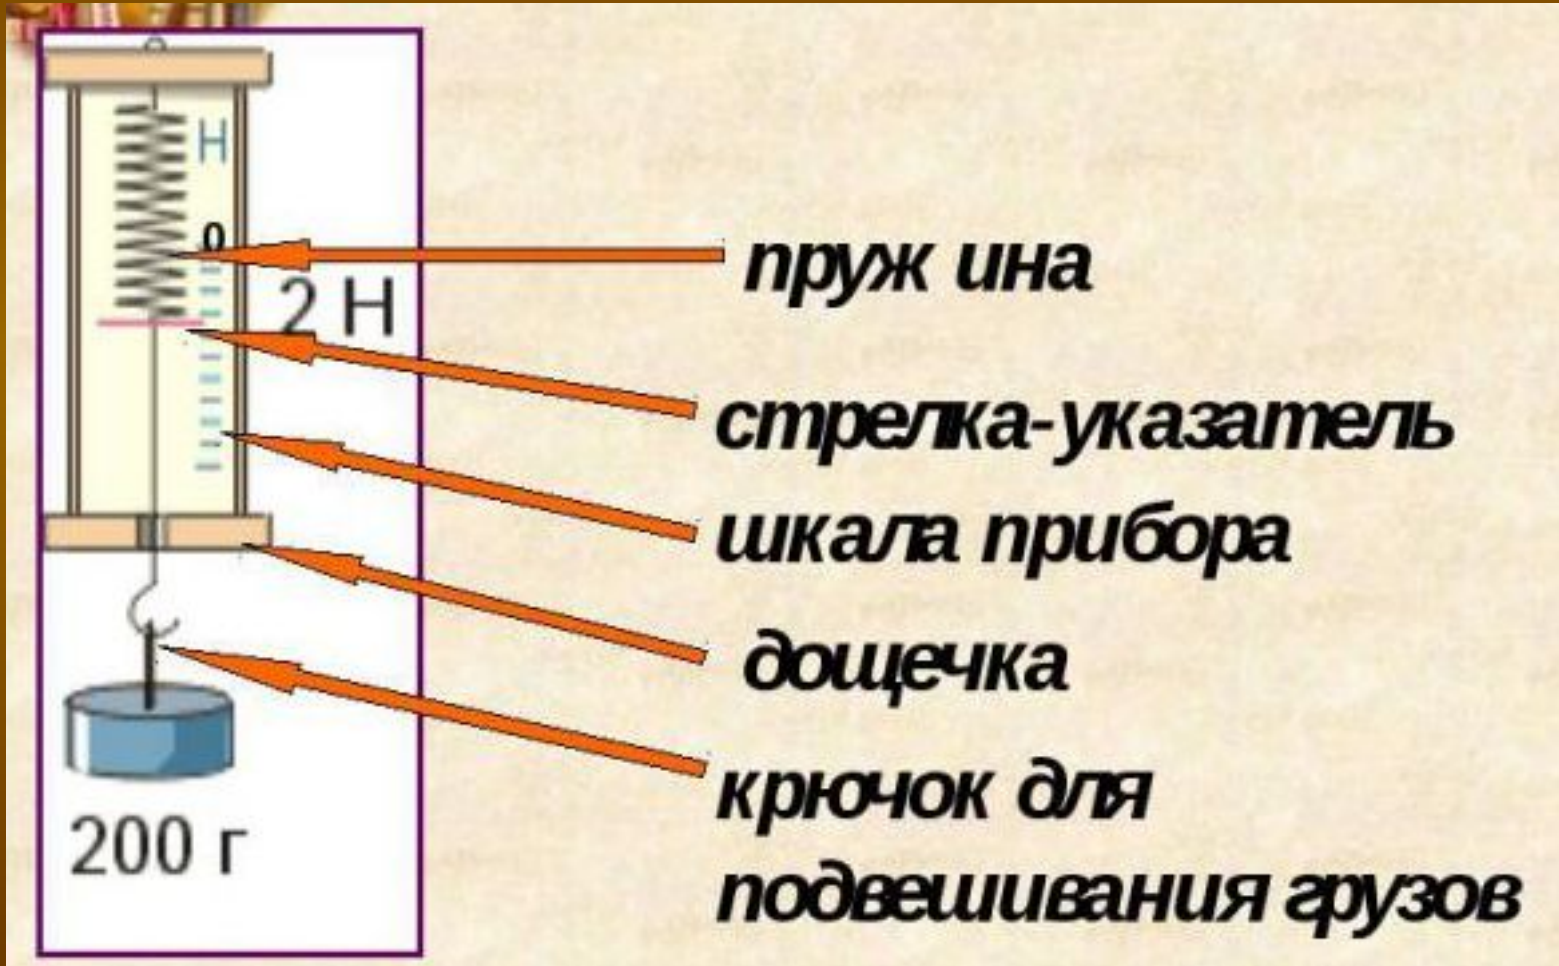 Н
0
2 Н
пруж ина
стрелка-указатель
шкала прибора
дощечка
крючок для
подвешивания грузов
200 г